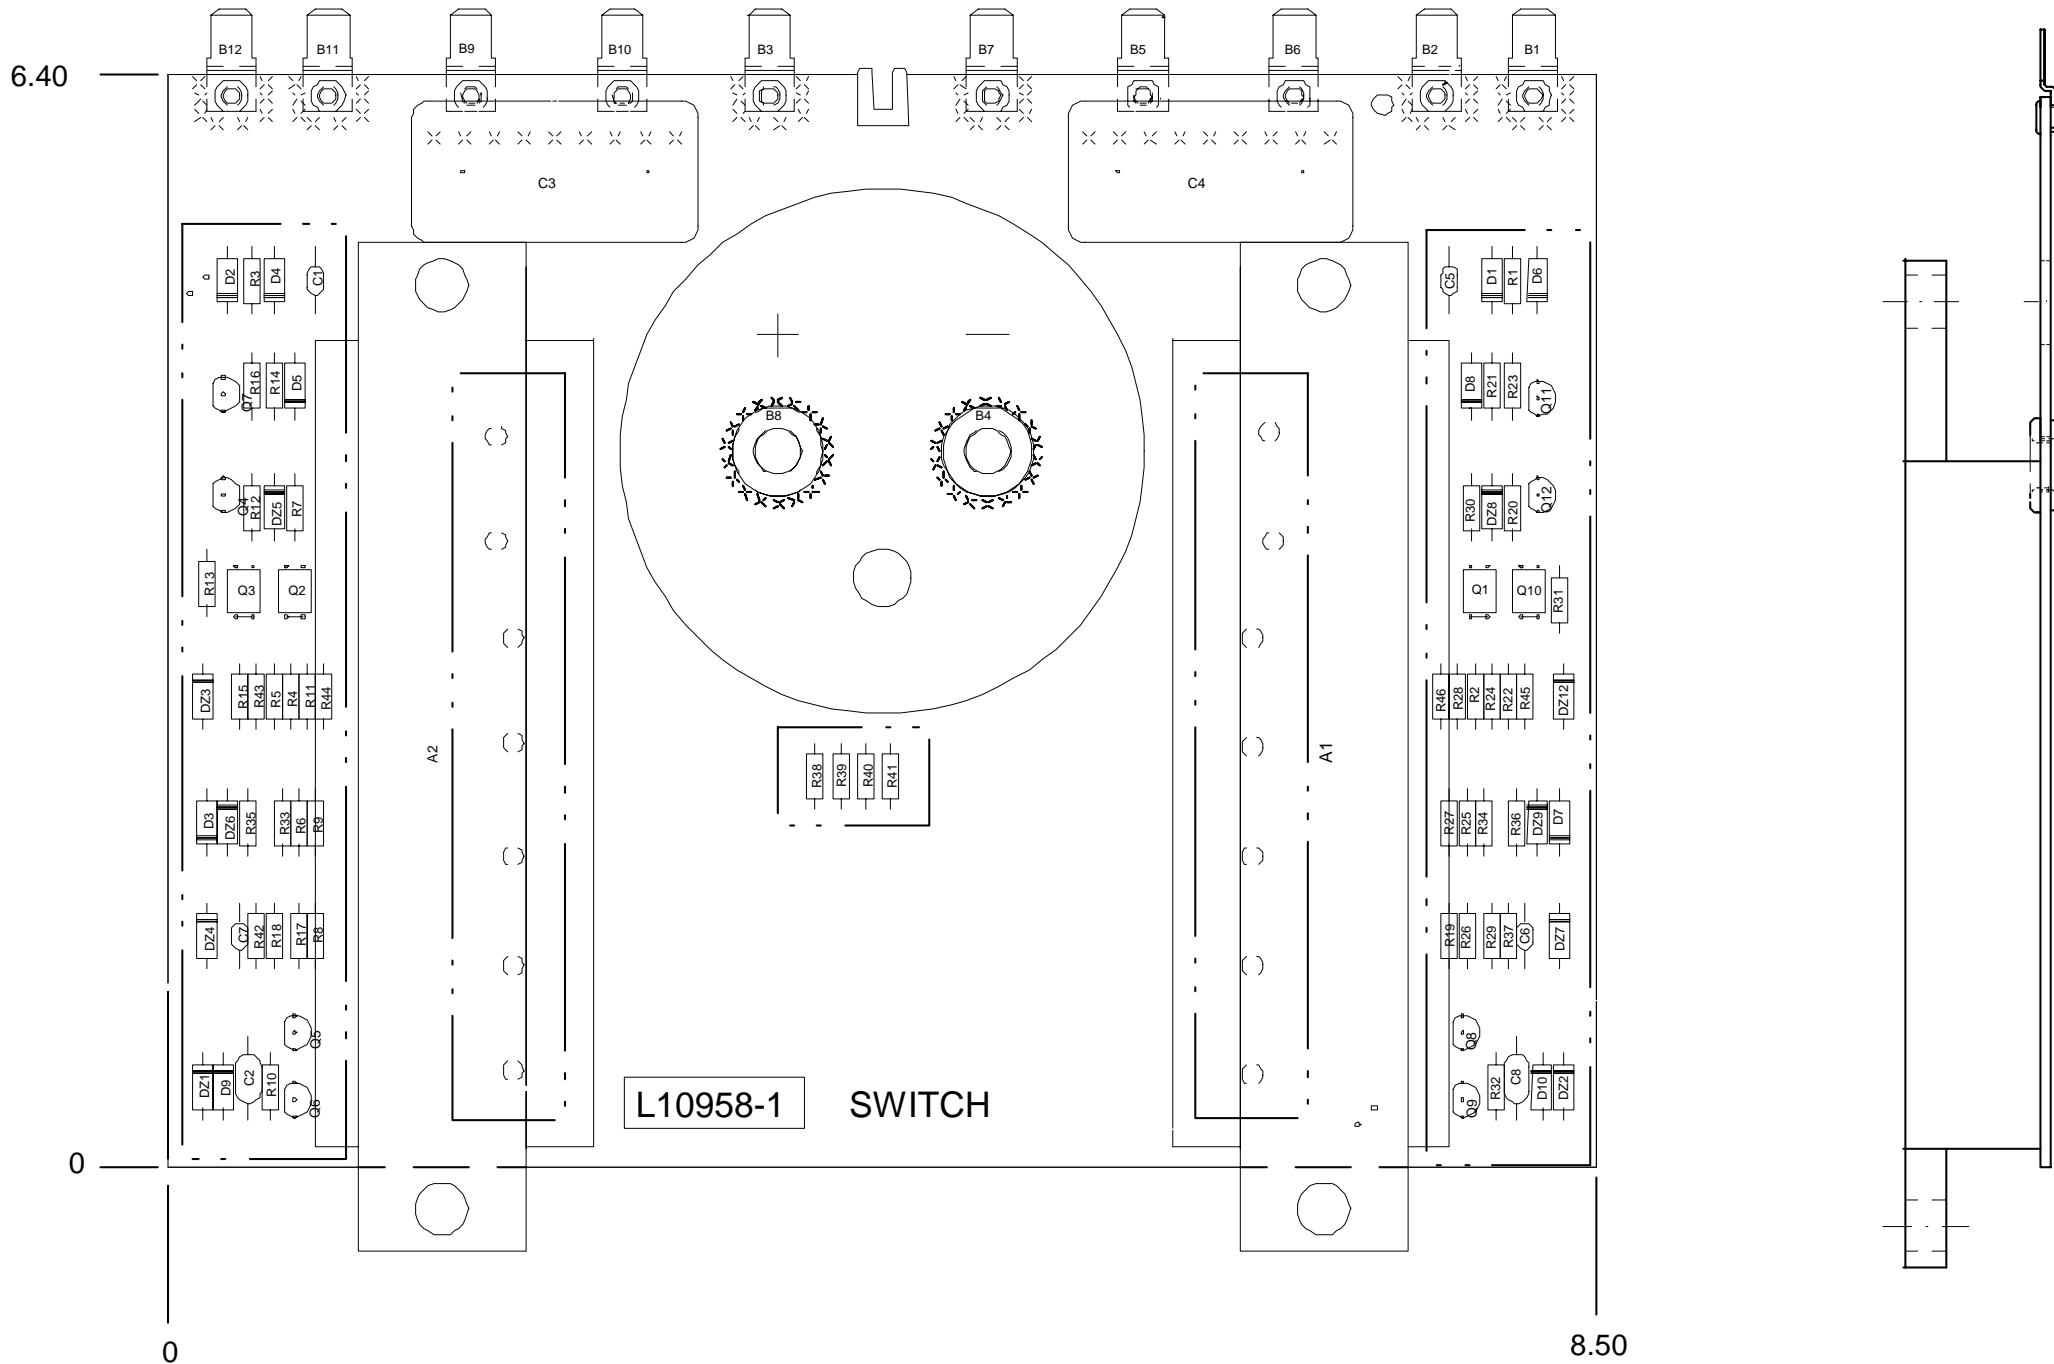 B12 B11 B9 B10 B3 B7 B5 B6 B2 B1
6.40
C3 C4
D2 R3 D4 C1 C5 D1 R1 D6
+ —
Q7 R16 R14 D5 B8 B4 D8 R21 R23 Q11
Q4 R12 DZ5 R7 R30 DZ8 R20 Q12
R13 Q3 Q2 Q1 Q10 R31
DZ3 R15 R43 R5 R4 R11 R44 R46 R28 R2 R24 R22 R45 DZ12
A2 R38 R39 R40 R41 A1
D3 DZ6 R35 R33 R6 R9 R27 R25 R34 R36 DZ9 D7
DZ4 C7 R42 R18 R17 R8 R19 R26 R29 R37 C6 DZ7
Q5 Q8
DZ1 D9 C2 R10 Q6 Q9 R32 C8 D10 DZ2
L10958-1 SWITCH
0
0 8.50